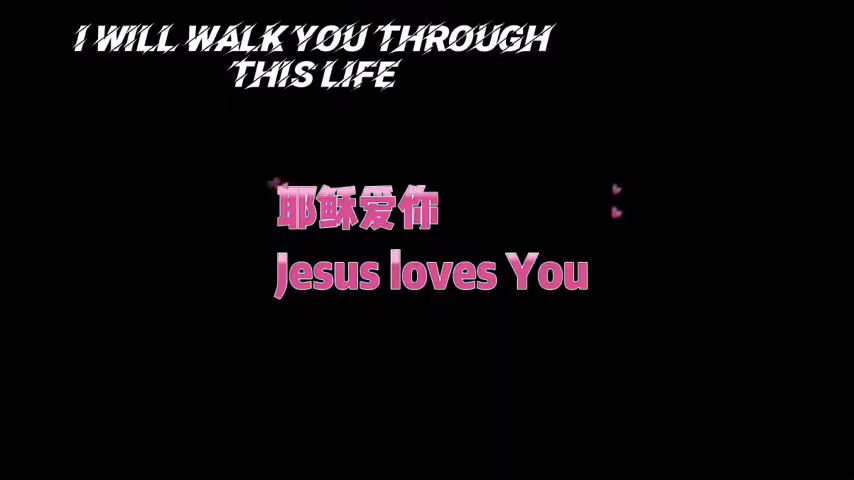 I WILL WALK YOU THROUGH
THIS LIFE
耶稣爱你
Jesus loves You